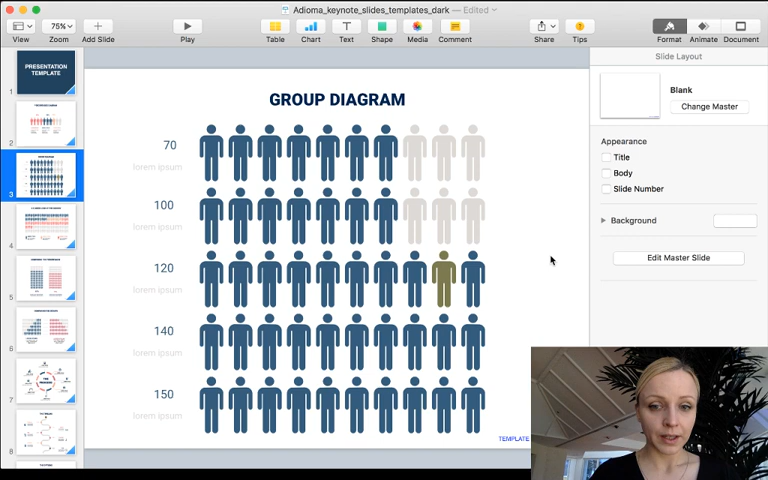 Adioma_keynote_slides_templates_dark — Edited
75%
View
Zoom
Add Slide
Play
Table
Chart
Text
Shape
Media
Comment
Share
Tips
Format
Animate
Document
Slide Layout
Blank
Change Master
Appearance
Title
Body
Slide Number
Background
Edit Master Slide
PRESENTATION
TEMPLATE
1
2
3
4
5
6
7
8
GROUP DIAGRAM
70
lorem ipsum
100
lorem ipsum
120
lorem ipsum
140
lorem ipsum
150
lorem ipsum
TEMPLATE